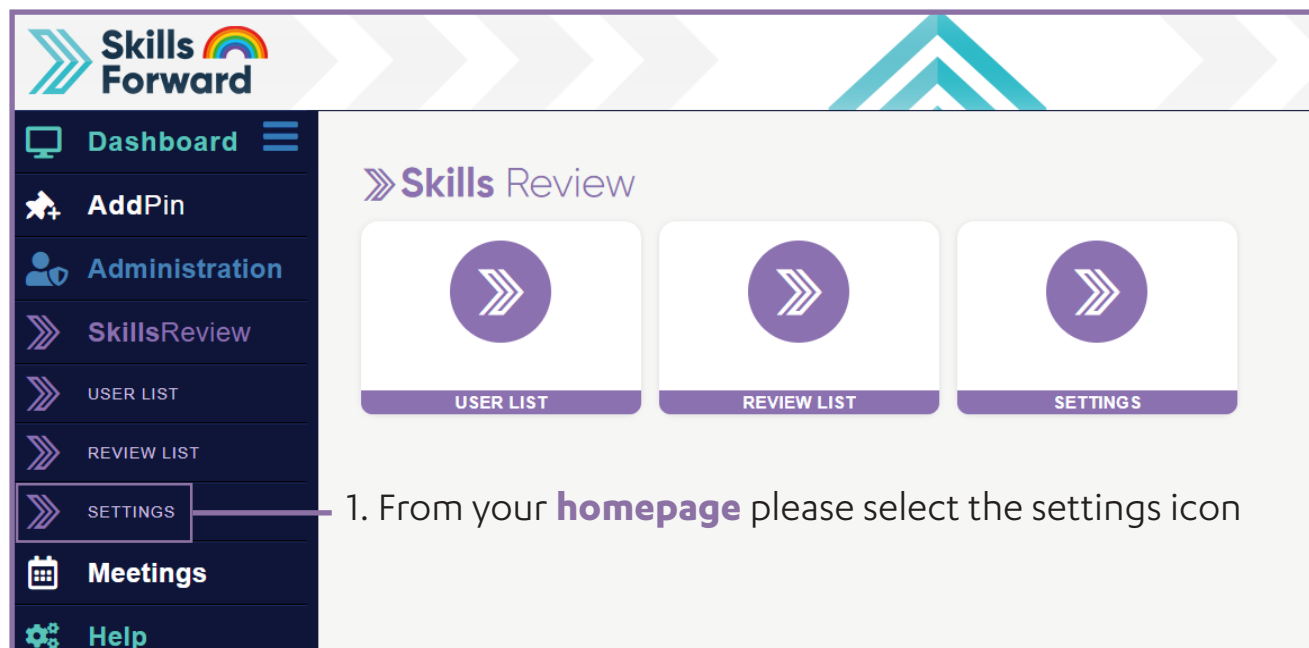 Skills
Forward
Dashboard
AddPin
Administration
SkillsReview
USER LIST
REVIEW LIST
SETTINGS
Meetings
Help
Skills Review
USER LIST
REVIEW LIST
SETTINGS
1. From your homepage please select the settings icon